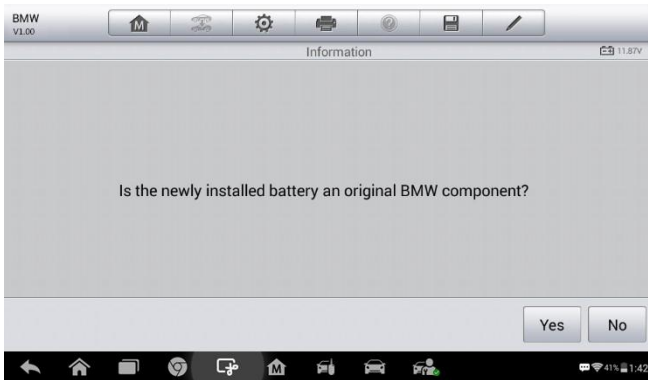 BMW
V1.00
M
Information
11.87V
Is the newly installed battery an original BMW component?
Yes
No
M
41%
1:42